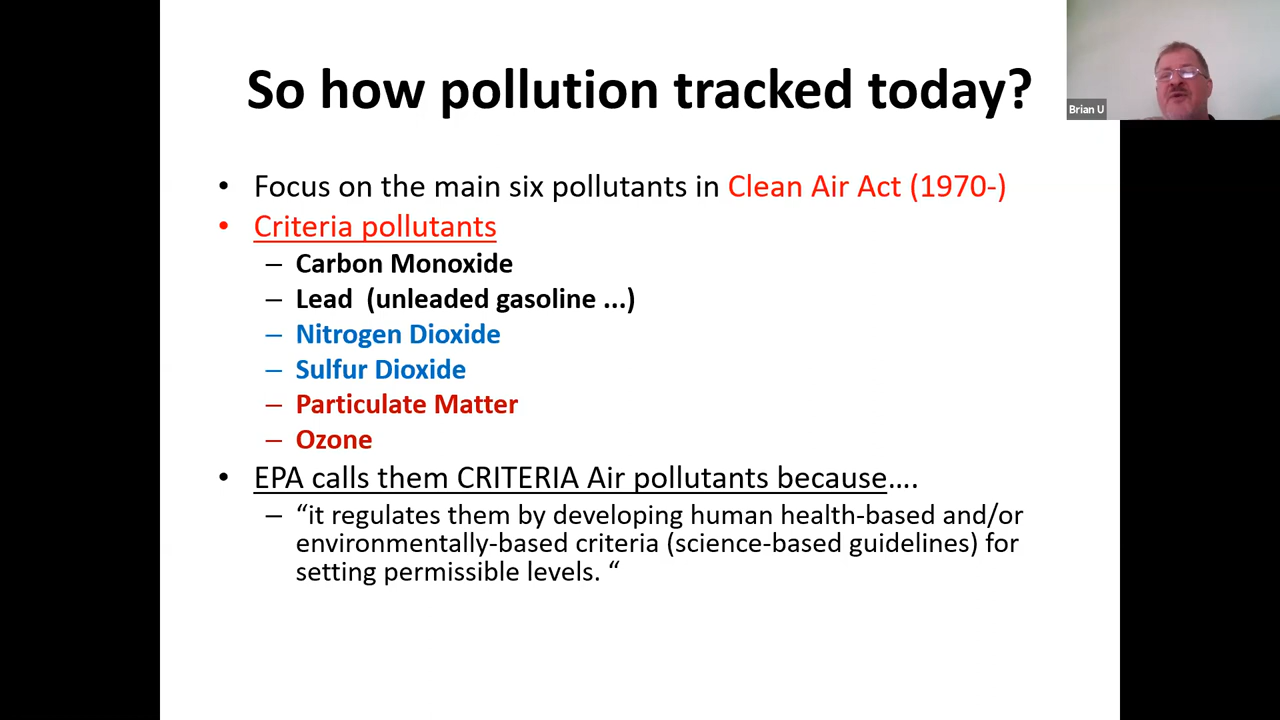 So how pollution tracked today?
Brian U
• Focus on the main six pollutants in Clean Air Act (1970-)
• Criteria pollutants
– Carbon Monoxide
– Lead  (unleaded gasoline ...)
– Nitrogen Dioxide
– Sulfur Dioxide
– Particulate Matter
– Ozone
• EPA calls them CRITERIA Air pollutants because….
– “it regulates them by developing human health-based and/or
environmentally-based criteria (science-based guidelines) for
setting permissible levels. “